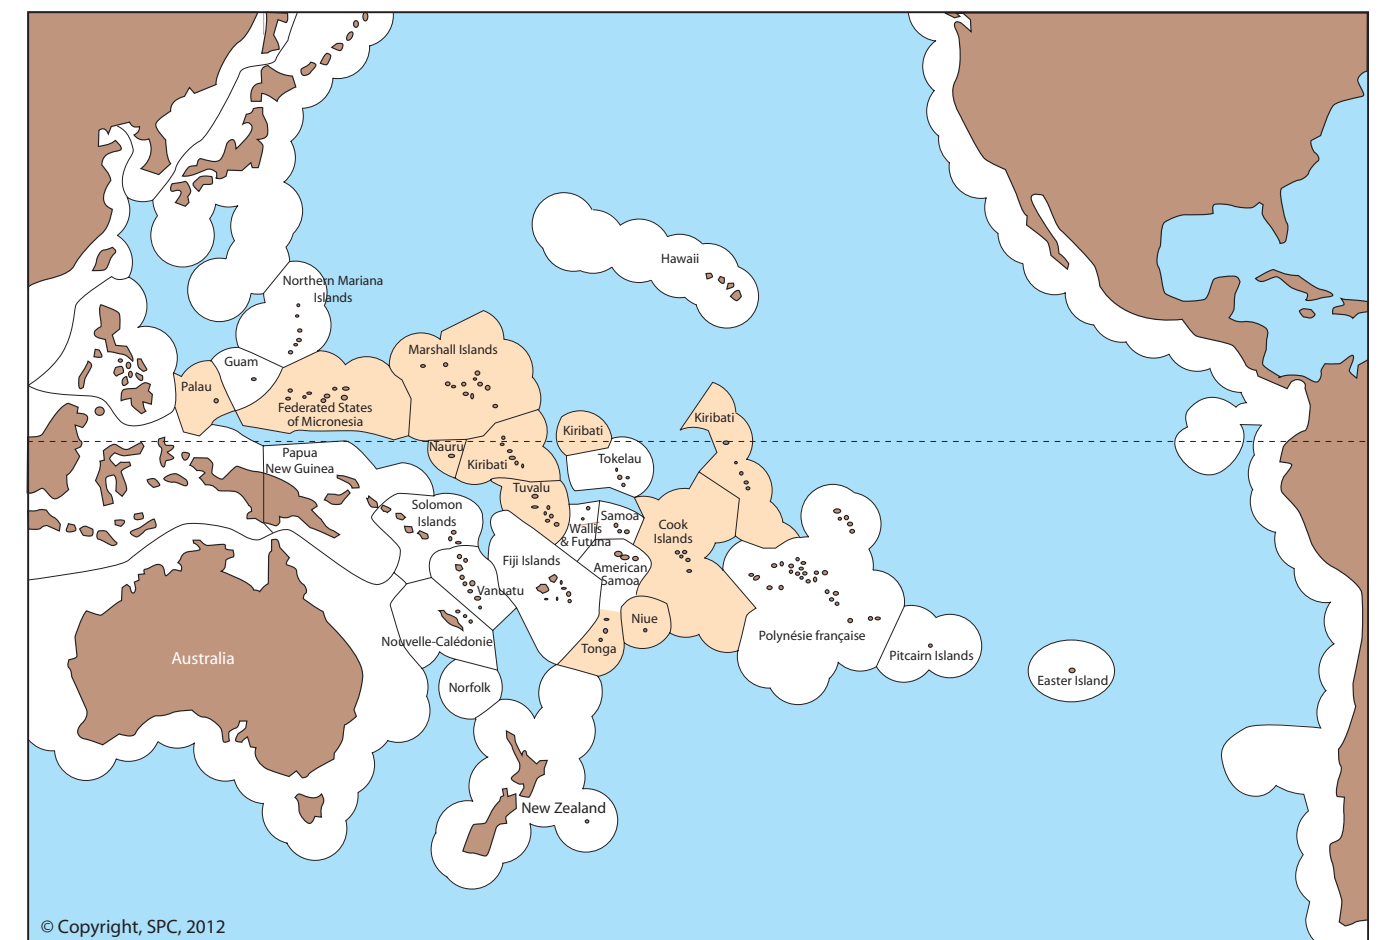 Hawaii
Northern Mariana
Islands
Marshall Islands
Guam
Palau
Federated States
of Micronesia
Kiribati
Kiribati
Nauru
Kiribati
Tokelau
Papua
New Guinea
Tuvalu
Solomon
Islands
Samoa
Wallis
& Futuna
Cook
Islands
Fiji Islands
American
Samoa
Vanuatu
Niue
Nouvelle-Calédonie
Tonga
Polynésie française
Pitcairn Islands
Easter Island
Australia
Norfolk
New Zealand
© Copyright, SPC, 2012